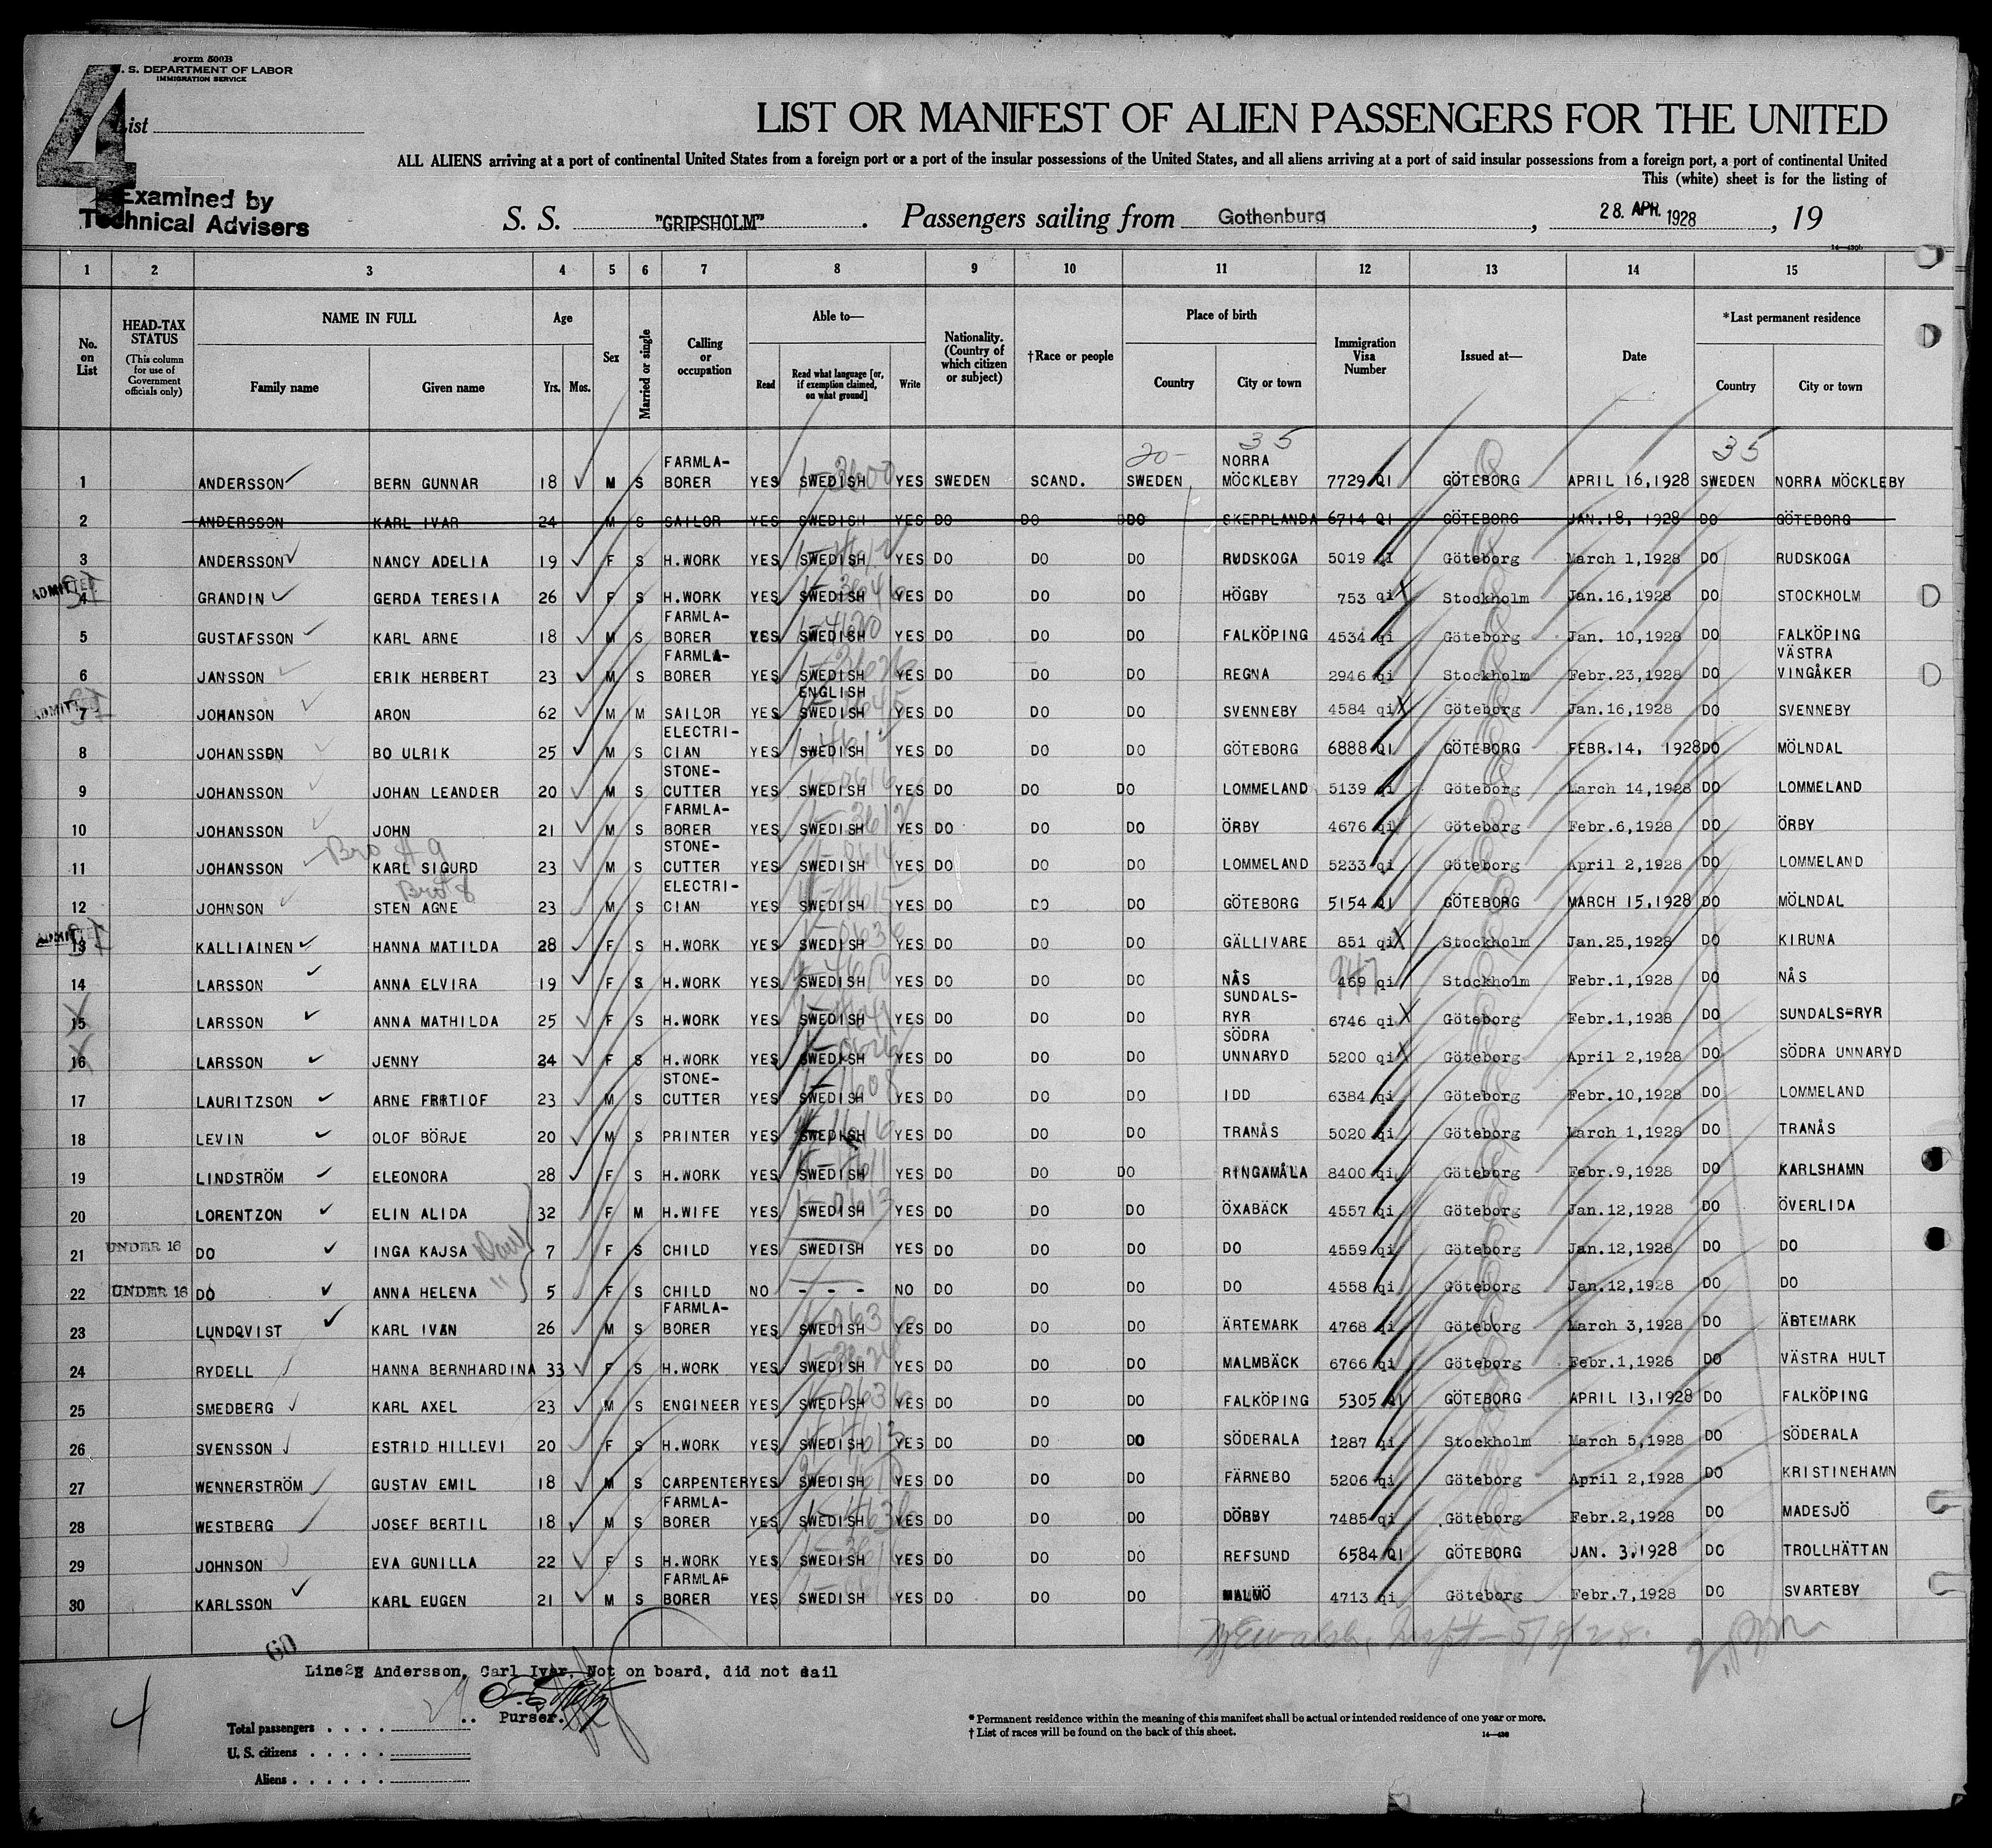 Form 500B
U. S. DEPARTMENT OF LABOR
IMMIGRATION SERVICE
4
List
Examined by
Technical Advisers
LIST OR MANIFEST OF ALIEN PASSENGERS FOR THE UNITED
ALL ALIENS arriving at a port of continental United States from a foreign port or a port of the insular possessions of the United States, and all aliens arriving at a port of said insular possessions from a foreign port, a port of continental United
This (white) sheet is for the listing of
S. S. "GRIPSHOLM". Passengers sailing from Gothenburg, 28. APR. 1928, 19
1 2 3 4 5 6 7 8 9 10 11 12 13 14 15
No. on List
HEAD-TAX STATUS
(This column for use of Government officials only)
NAME IN FULL
Family name Given name
Age
Yrs. Mos.
Sex
Married or single
Calling or occupation
Able to—
Read Read what language [or, if exemption claimed, on what ground] Write
Nationality. (Country of which citizen or subject)
†Race or people
Place of birth
Country City or town
Immigration Visa Number
Issued at—
Date
*Last permanent residence
Country City or town
20- 35 35
1 ANDERSSON BERN GUNNAR 18 M S FARMLA-BORER YES SWEDISH YES SWEDEN SCAND. SWEDEN NORRA MÖCKLEBY 7729 QI GÖTEBORG APRIL 16,1928 SWEDEN NORRA MÖCKLEBY
2 ANDERSSON KARL IVAR 24 M S SAILOR YES SWEDISH YES DO DO DO SKEPPLANDA 6714 QI GÖTEBORG JAN.18, 1928 DO GÖTEBORG
3 ANDERSSON NANCY ADELIA 19 F S H.WORK YES SWEDISH YES DO DO DO RUDSKOGA 5019 qi Göteborg March 1,1928 DO RUDSKOGA
ADMITTED
4 GRANDIN GERDA TERESIA 26 F S H.WORK YES SWEDISH YES DO DO DO HÖGBY 753 qi Stockholm Jan.16,1928 DO STOCKHOLM
5 GUSTAFSSON KARL ARNE 18 M S FARMLA-BORER YES SWEDISH YES DO DO DO FALKÖPING 4534 qi Göteborg Jan. 10,1928 DO FALKÖPING
6 JANSSON ERIK HERBERT 23 M S FARMLA-BORER YES SWEDISH YES DO DO DO REGNA 2946 qi Stockholm Febr.23,1928 DO VÄSTRA VINGÅKER
7 JOHANSON ARON 62 M M SAILOR YES ENGLISH SWEDISH YES DO DO DO SVENNEBY 4584 qi Göteborg Jan.16,1928 DO SVENNEBY
8 JOHANSSON BO ULRIK 25 M S ELECTRI-CIAN YES SWEDISH YES DO DO DO GÖTEBORG 6888 QI GÖTEBORG FEBR.14, 1928 DO MÖLNDAL
9 JOHANSSON JOHAN LEANDER 20 M S STONE-CUTTER YES SWEDISH YES DO DO DO LOMMELAND 5139 qi Göteborg March 14,1928 DO LOMMELAND
10 JOHANSSON JOHN 21 M S FARMLA-BORER YES SWEDISH YES DO DO DO ÖRBY 4676 qi Göteborg Febr.6,1928 DO ÖRBY
Bro # 9
11 JOHANSSON KARL SIGURD 23 M S STONE-CUTTER YES SWEDISH YES DO DO DO LOMMELAND 5233 qi Göteborg April 2,1928 DO LOMMELAND
Bro # 8
12 JOHNSON STEN AGNE 23 M S ELECTRI-CIAN YES SWEDISH YES DO DO DO GÖTEBORG 5154 QI GÖTEBORG MARCH 15,1928 DO MÖLNDAL
13 KALLIAINEN HANNA MATILDA 28 F S H.WORK YES SWEDISH YES DO DO DO GÄLLIVARE 851 qi Stockholm Jan.25,1928 DO KIRUNA
14 LARSSON ANNA ELVIRA 19 F S H.WORK YES SWEDISH YES DO DO DO NÅS 469 qi Stockholm Febr.1,1928 DO NÅS
15 LARSSON ANNA MATHILDA 25 F S H.WORK YES SWEDISH YES DO DO DO SUNDALS-RYR 6746 qi Göteborg Febr.1,1928 DO SUNDALS-RYR
16 LARSSON JENNY 24 F S H.WORK YES SWEDISH YES DO DO DO SÖDRA UNNARYD 5200 qi Göteborg April 2,1928 DO SÖDRA UNNARYD
17 LAURITZSON ARNE FRITIOF 23 M S STONE-CUTTER YES SWEDISH YES DO DO DO IDD 6384 qi Göteborg Febr.10,1928 DO LOMMELAND
18 LEVIN OLOF BÖRJE 20 M S PRINTER YES SWEDISH YES DO DO DO TRANÅS 5020 qi Göteborg March 1,1928 DO TRANÅS
19 LINDSTRÖM ELEONORA 28 F S H.WORK YES SWEDISH YES DO DO DO RINGAMÅLA 8400 qi Göteborg Febr.9,1928 DO KARLSHAMN
20 LORENTZON ELIN ALIDA 32 F M H.WIFE YES SWEDISH YES DO DO DO ÖXABÄCK 4557 qi Göteborg Jan.12,1928 DO ÖVERLIDA
21 UNDER 16 DO INGA KAJSA Dau 7 F S CHILD YES SWEDISH YES DO DO DO DO 4559 qi Göteborg Jan.12,1928 DO DO
22 UNDER 16 DO ANNA HELENA " 5 F S CHILD NO - - - NO DO DO DO DO 4558 qi Göteborg Jan.12,1928 DO DO
23 LUNDQVIST KARL IVAN 26 M S FARMLA-BORER YES SWEDISH YES DO DO DO ÄRTEMARK 4768 qi Göteborg March 3,1928 DO ÄRTEMARK
24 RYDELL HANNA BERNHARDINA 33 F S H.WORK YES SWEDISH YES DO DO DO MALMBÄCK 6766 qi Göteborg Febr.1,1928 DO VÄSTRA HULT
25 SMEDBERG KARL AXEL 23 M S ENGINEER YES SWEDISH YES DO DO DO FALKÖPING 5305 QI GÖTEBORG APRIL 13,1928 DO FALKÖPING
26 SVENSSON ESTRID HILLEVI 20 F S H.WORK YES SWEDISH YES DO DO DO SÖDERALA 1287 qi Stockholm March 5,1928 DO SÖDERALA
27 WENNERSTRÖM GUSTAV EMIL 18 M S CARPENTER YES SWEDISH YES DO DO DO FÄRNEBO 5206 qi Göteborg April 2,1928 DO KRISTINEHAMN
28 WESTBERG JOSEF BERTIL 18 M S FARMLA-BORER YES SWEDISH YES DO DO DO DÖRBY 7485 qi Göteborg Febr.2,1928 DO MADESJÖ
29 JOHNSON EVA GUNILLA 22 F S H.WORK YES SWEDISH YES DO DO DO REFSUND 6584 QI GÖTEBORG JAN. 3,1928 DO TROLLHÄTTAN
30 KARLSSON KARL EUGEN 21 M S FARMLA-BORER YES SWEDISH YES DO DO DO MALMÖ 4713 qi Göteborg Febr.7,1928 DO SVARTEBY
60
Line 2 Andersson, Carl Ivar, Not on board, did not sail
Purser.
4
Total passengers . . . . 29
U. S. citizens . . . . .
Aliens . . . . . .
* Permanent residence within the meaning of this manifest shall be actual or intended residence of one year or more.
† List of races will be found on the back of this sheet.